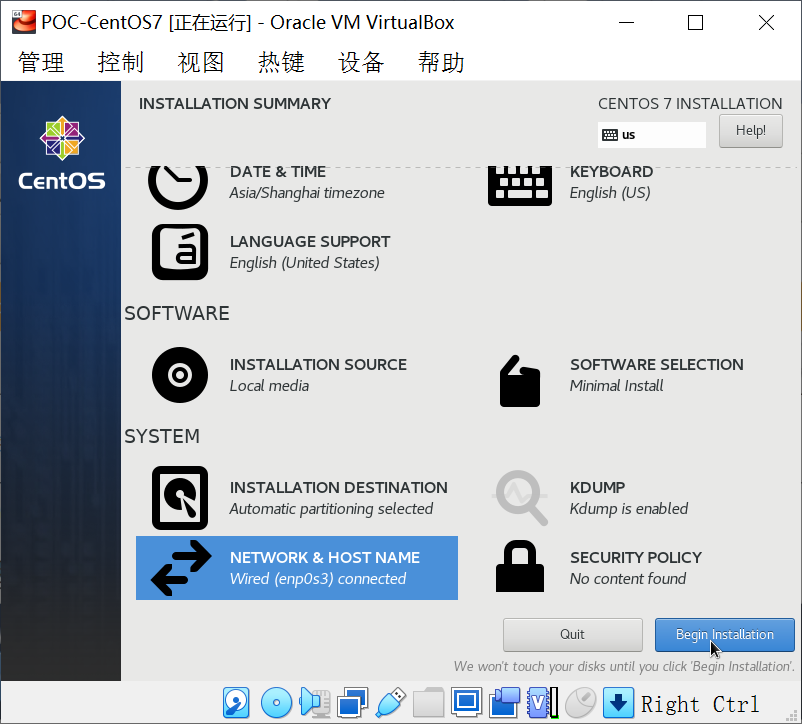 POC-CentOS7 [正在运行] - Oracle VM VirtualBox
管理 控制 视图 热键 设备 帮助
INSTALLATION SUMMARY
CENTOS 7 INSTALLATION
us
Help!
CentOS
DATE & TIME
Asia/Shanghai timezone
KEYBOARD
English (US)
LANGUAGE SUPPORT
English (United States)
SOFTWARE
INSTALLATION SOURCE
Local media
SOFTWARE SELECTION
Minimal Install
SYSTEM
INSTALLATION DESTINATION
Automatic partitioning selected
KDUMP
Kdump is enabled
NETWORK & HOST NAME
Wired (enp0s3) connected
SECURITY POLICY
No content found
Quit
Begin Installation
We won't touch your disks until you click 'Begin Installation'.
Right Ctrl